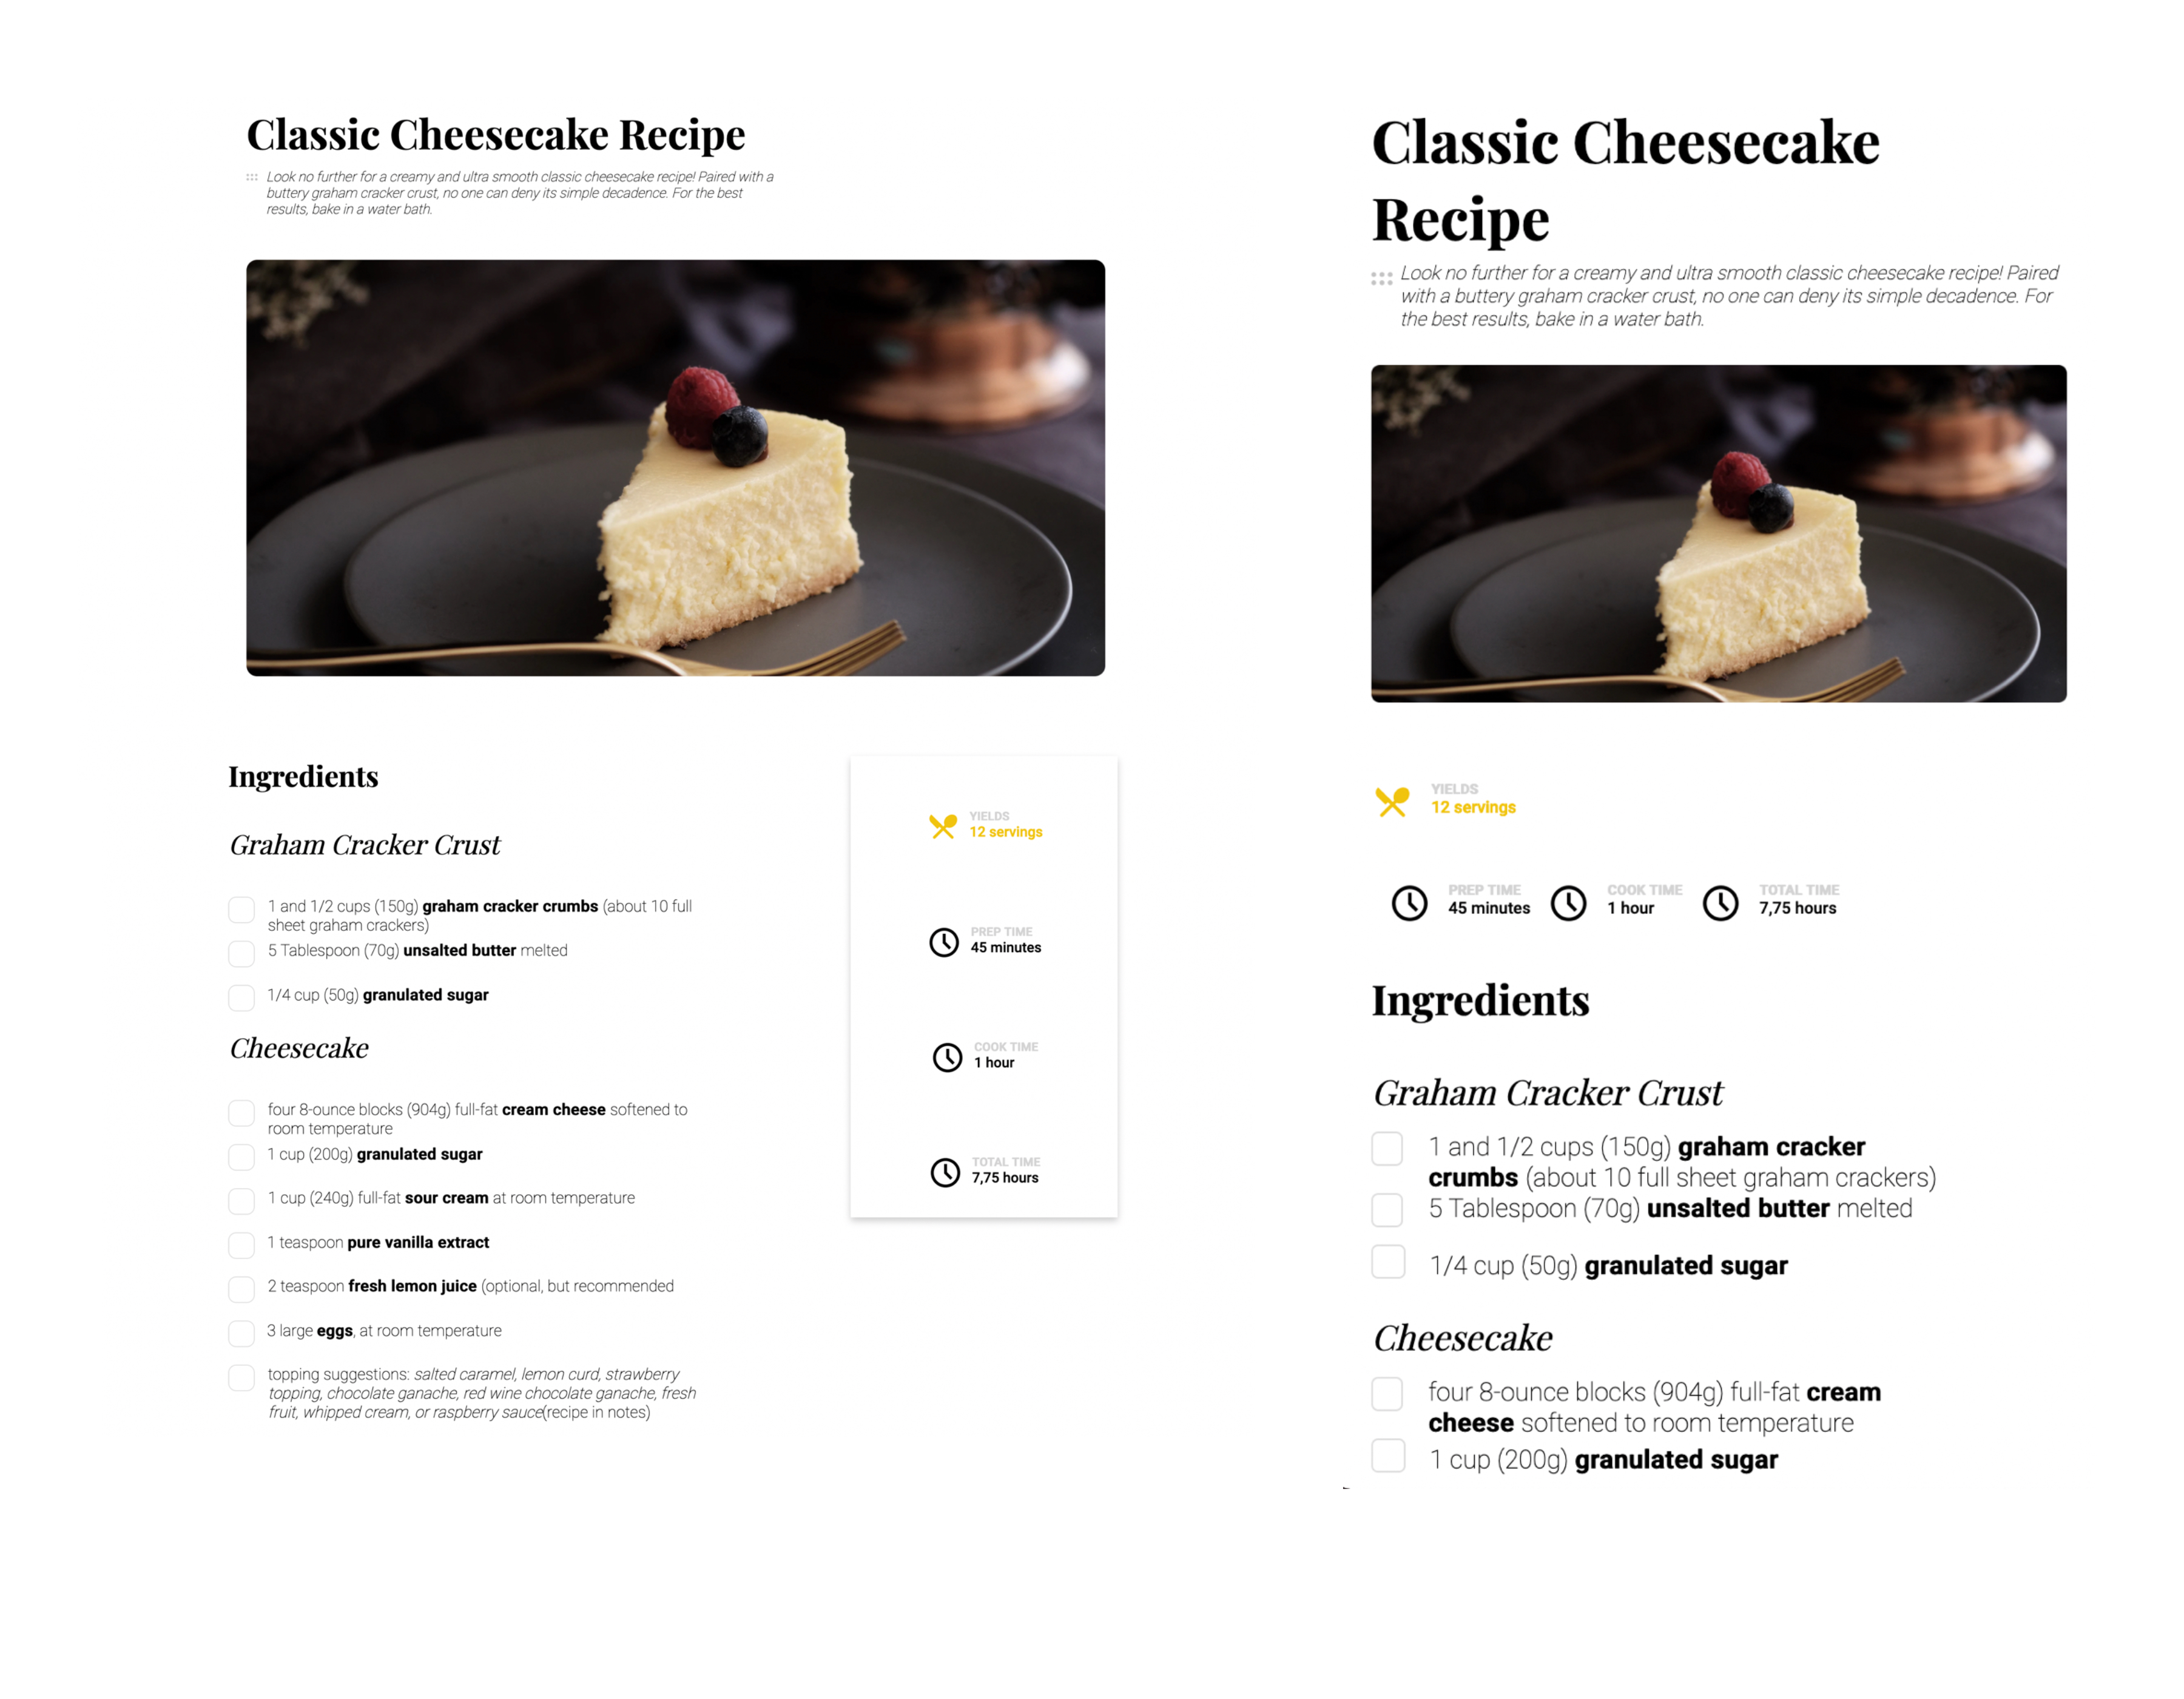 Classic Cheesecake Recipe
Look no further for a creamy and ultra smooth classic cheesecake recipe! Paired with a
buttery graham cracker crust, no one can deny its simple decadence. For the best
results, bake in a water bath.
Ingredients
Graham Cracker Crust
1 and 1/2 cups (150g) graham cracker crumbs (about 10 full
sheet graham crackers)
5 Tablespoon (70g) unsalted butter melted
1/4 cup (50g) granulated sugar
Cheesecake
four 8-ounce blocks (904g) full-fat cream cheese softened to
room temperature
1 cup (200g) granulated sugar
1 cup (240g) full-fat sour cream at room temperature
1 teaspoon pure vanilla extract
2 teaspoon fresh lemon juice (optional, but recommended
3 large eggs, at room temperature
topping suggestions: salted caramel, lemon curd, strawberry
topping, chocolate ganache, red wine chocolate ganache, fresh
fruit, whipped cream, or raspberry sauce(recipe in notes)
YIELDS
12 servings
PREP TIME
45 minutes
COOK TIME
1 hour
TOTAL TIME
7,75 hours
Classic Cheesecake
Recipe
Look no further for a creamy and ultra smooth classic cheesecake recipe! Paired
with a buttery graham cracker crust, no one can deny its simple decadence. For
the best results, bake in a water bath.
YIELDS
12 servings
PREP TIME
45 minutes
COOK TIME
1 hour
TOTAL TIME
7,75 hours
Ingredients
Graham Cracker Crust
1 and 1/2 cups (150g) graham cracker
crumbs (about 10 full sheet graham crackers)
5 Tablespoon (70g) unsalted butter melted
1/4 cup (50g) granulated sugar
Cheesecake
four 8-ounce blocks (904g) full-fat cream
cheese softened to room temperature
1 cup (200g) granulated sugar